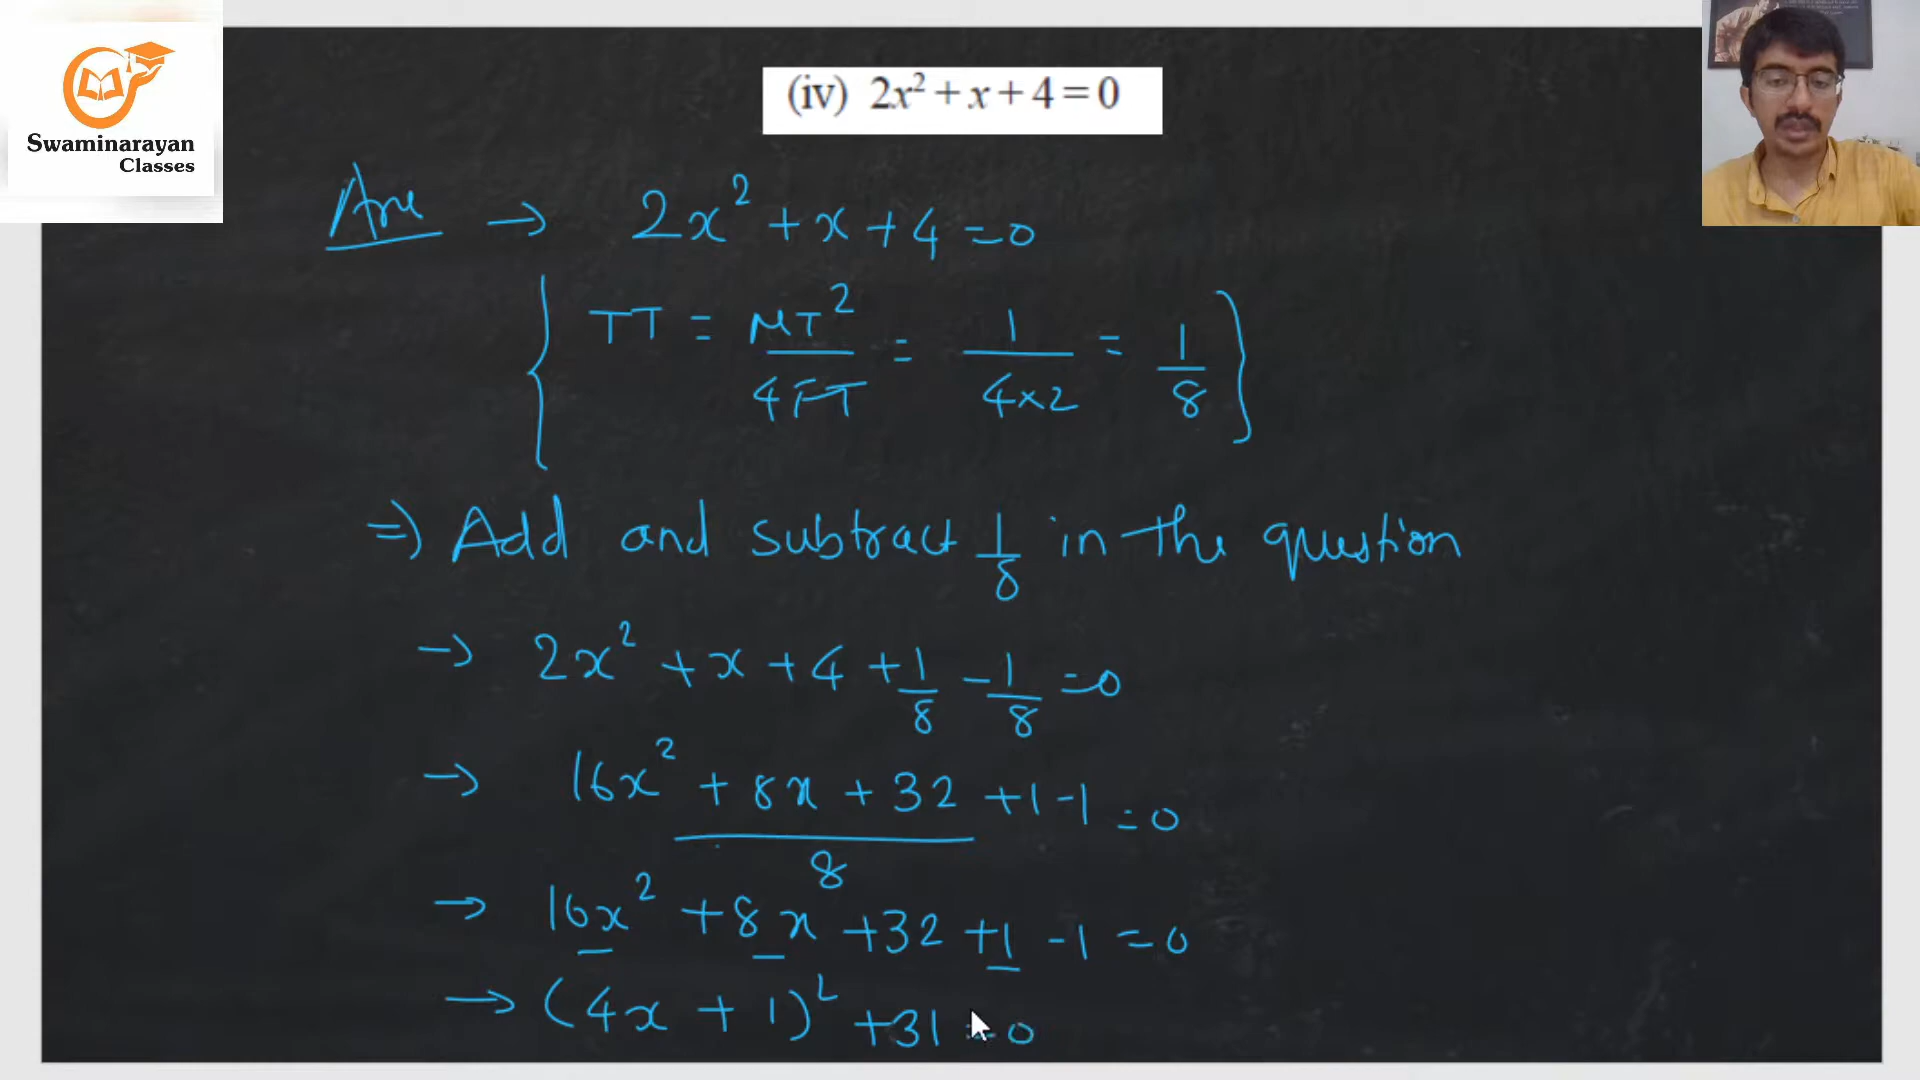 Swaminarayan
Classes
(iv) 2x² + x + 4 = 0
Ans → 2x² + x + 4 = 0
{ TT = MT²/4FT = 1/4×2 = 1/8 }
⇒ Add and subtract 1/8 in the question
→ 2x² + x + 4 + 1/8 - 1/8 = 0
→ 16x² + 8x + 32 + 1 - 1 / 8 = 0
→ 16x² + 8x + 32 + 1 - 1 = 0
→ (4x + 1)² + 31 = 0